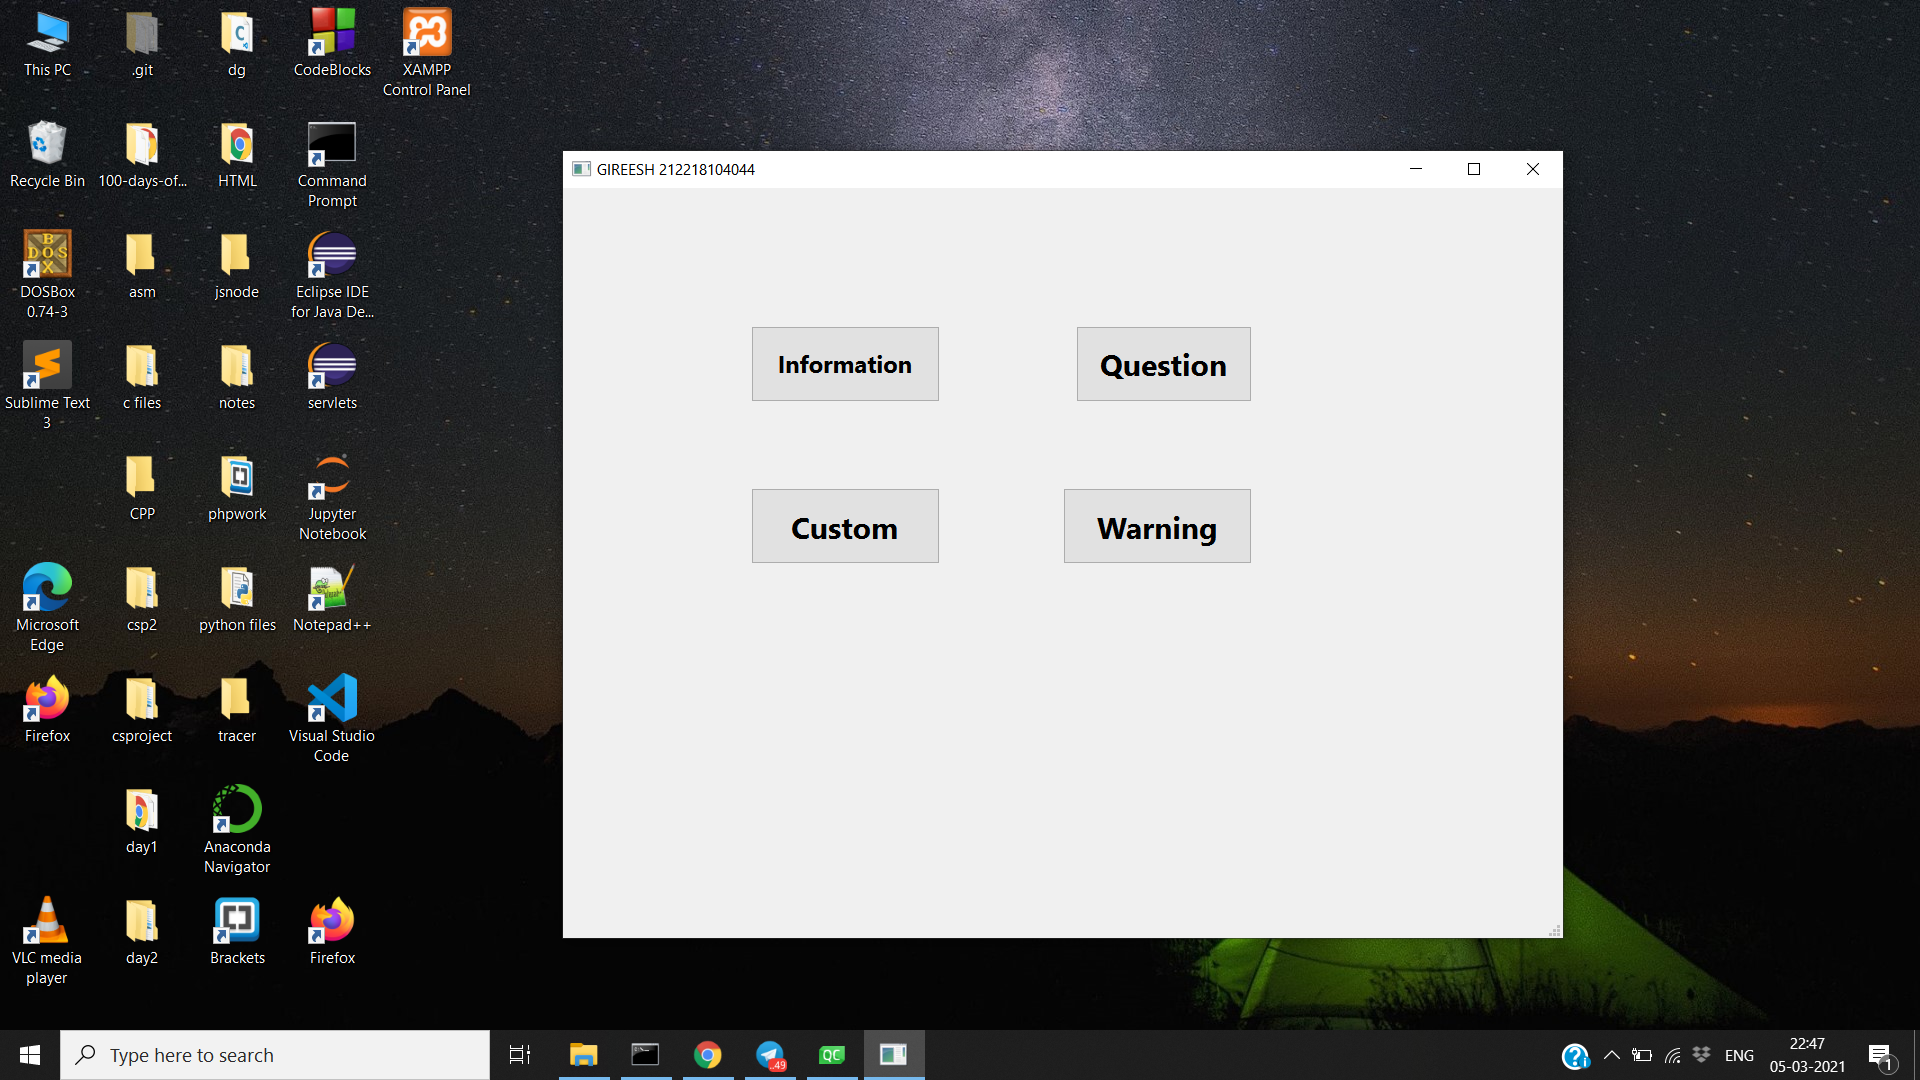 This PC
.git
dg
CodeBlocks
XAMPP
Control Panel
Recycle Bin
100-days-of...
HTML
Command
Prompt
DOSBox
0.74-3
asm
jsnode
Eclipse IDE
for Java De...
Sublime Text
3
c files
notes
servlets
CPP
phpwork
Jupyter
Notebook
Microsoft
Edge
csp2
python files
Notepad++
Firefox
csproject
tracer
Visual Studio
Code
day1
Anaconda
Navigator
VLC media
player
day2
Brackets
Firefox
GIREESH 212218104044
Information
Question
Custom
Warning
Type here to search
..49
QC
ENG
22:47
05-03-2021
1